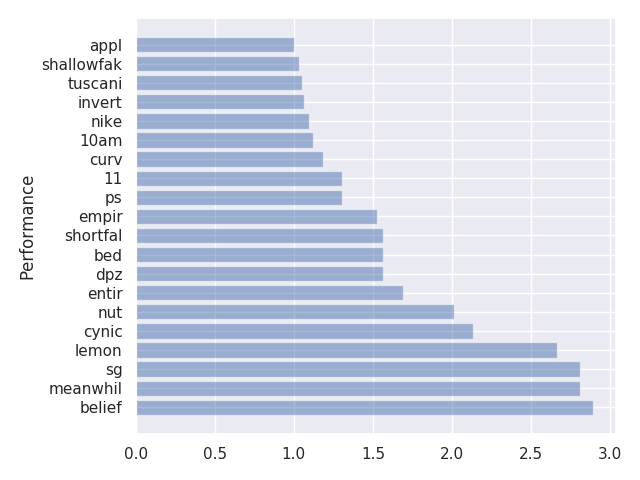 appl
shallowfak
tuscani
invert
nike
10am
curv
11
ps
empir
shortfal
bed
dpz
entir
nut
cynic
lemon
sg
meanwhil
belief
Performance
0.0 0.5 1.0 1.5 2.0 2.5 3.0